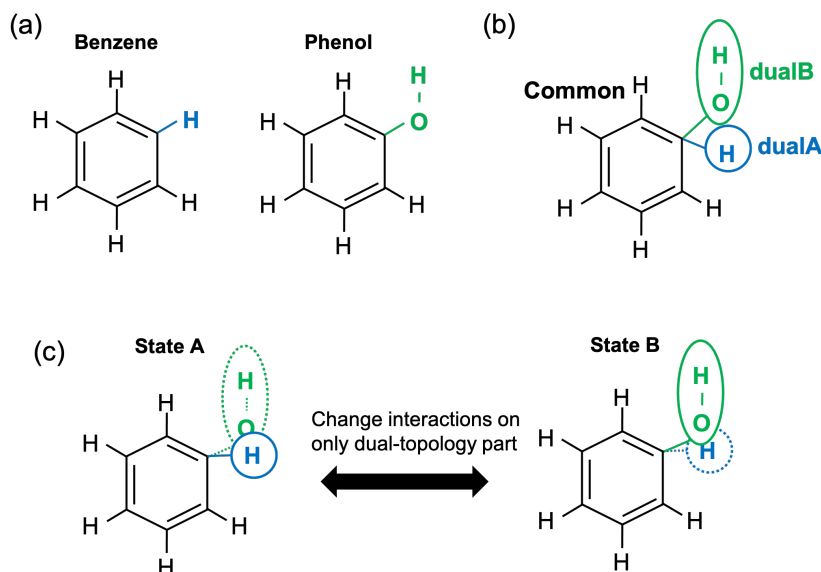 (a)
Benzene
Phenol
(b)
H
H
H
H
H
H
H
H
O
H
H
H
H
H
Common
H
H
H
H
H
H
O
dualB
H
dualA
(c)
State A
State B
H
O
H
H
H
H
H
H
Change interactions on
only dual-topology part
H
O
H
H
H
H
H
H